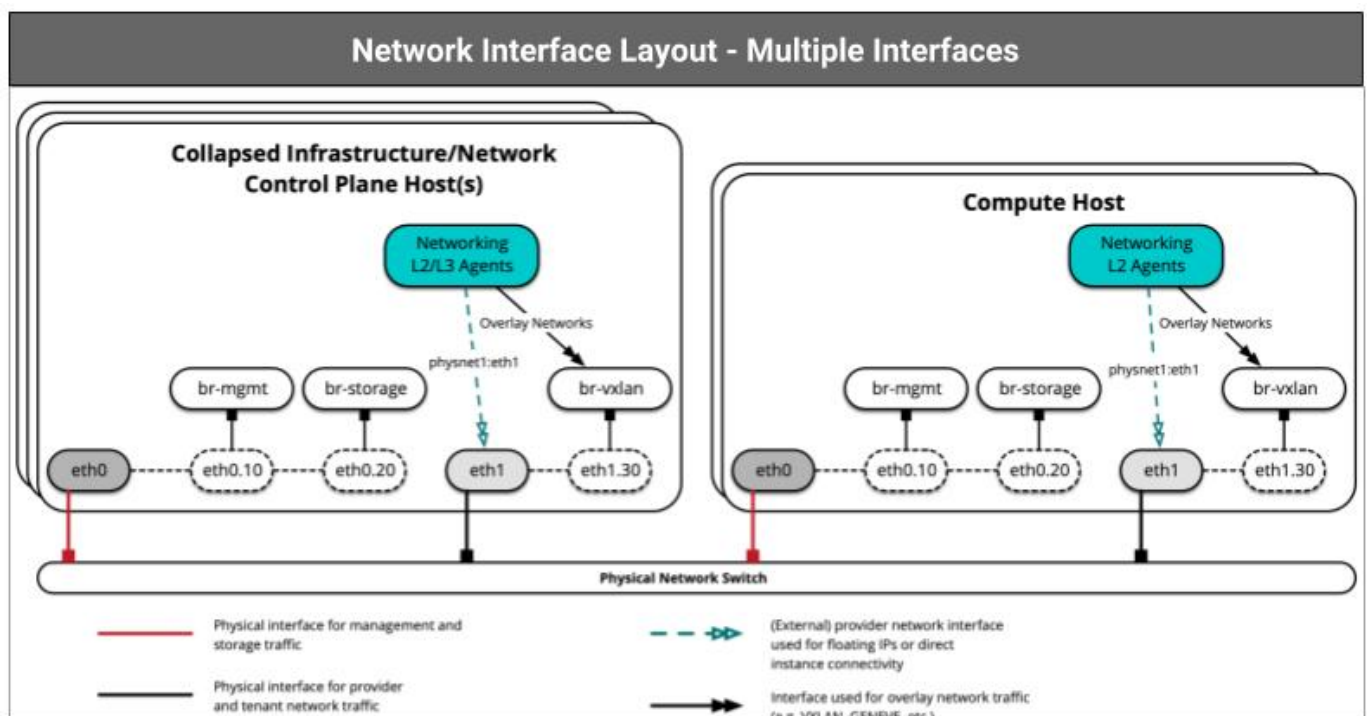 Network Interface Layout - Multiple Interfaces
Collapsed Infrastructure/Network
Control Plane Host(s)
Networking
L2/L3 Agents
Overlay Networks
physnet1:eth1
br-mgmt
br-storage
br-vxlan
eth0
eth0.10
eth0.20
eth1
eth1.30
Compute Host
Networking
L2 Agents
Overlay Networks
physnet1:eth1
br-mgmt
br-storage
br-vxlan
eth0
eth0.10
eth0.20
eth1
eth1.30
Physical Network Switch
Physical interface for management and
storage traffic
Physical interface for provider
and tenant network traffic
(External) provider network interface
used for floating IPs or direct
instance connectivity
Interface used for overlay network traffic
(e.g. VXLAN, GENEVE, etc.)